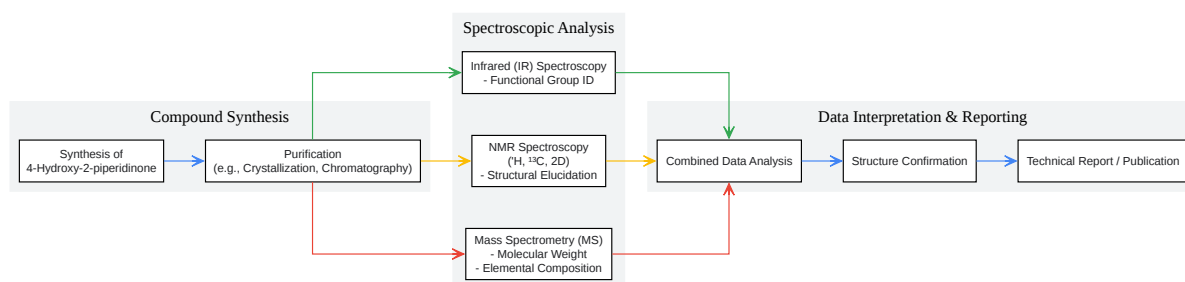 Spectroscopic Analysis
Infrared (IR) Spectroscopy
- Functional Group ID
Compound Synthesis
Synthesis of
4-Hydroxy-2-piperidinone
Purification
(e.g., Crystallization, Chromatography)
NMR Spectroscopy
(¹H, ¹³C, 2D)
- Structural Elucidation
Mass Spectrometry (MS)
- Molecular Weight
- Elemental Composition
Data Interpretation & Reporting
Combined Data Analysis
Structure Confirmation
Technical Report / Publication